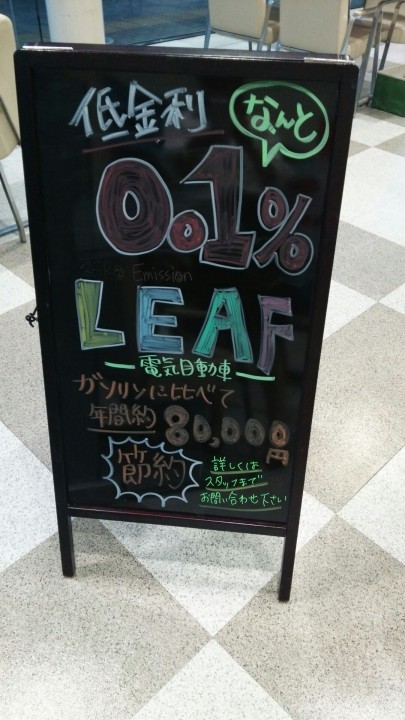 低金利
なんと
0.1%
Emission
LEAF
電気自動車
ガソリンに比べて
年間約80,000円
節約
詳しくは
スタッフまで
お問い合わせ下さい